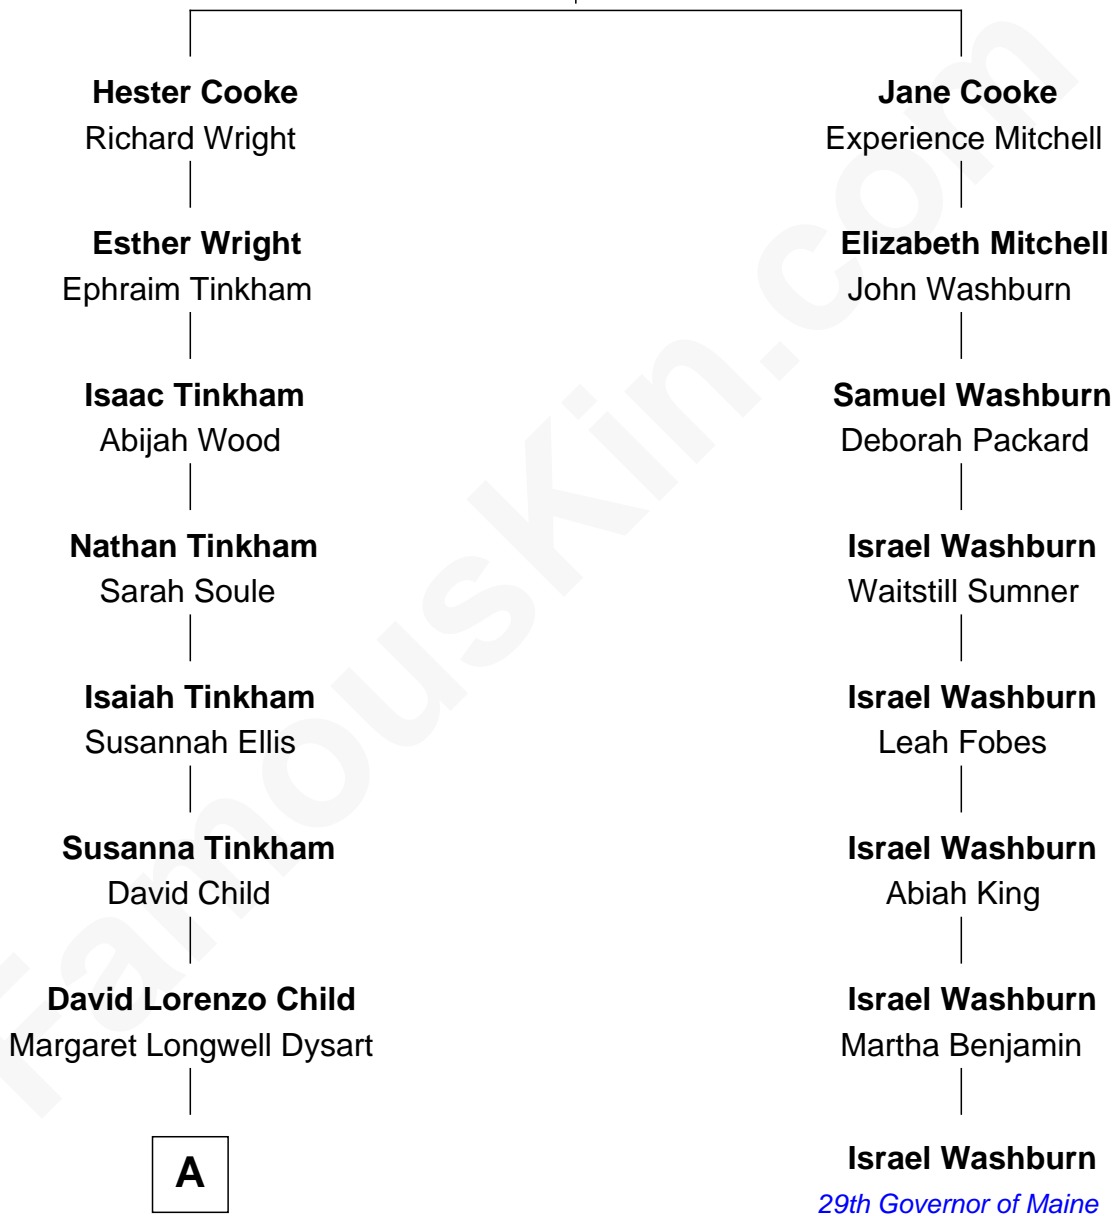 Hester Cooke
Richard Wright
Jane Cooke
Experience Mitchell
Esther Wright
Ephraim Tinkham
Elizabeth Mitchell
John Washburn
Isaac Tinkham
Abijah Wood
Samuel Washburn
Deborah Packard
Nathan Tinkham
Sarah Soule
Israel Washburn
Waitstill Sumner
Isaiah Tinkham
Susannah Ellis
Israel Washburn
Leah Fobes
Susanna Tinkham
David Child
Israel Washburn
Abiah King
David Lorenzo Child
Margaret Longwell Dysart
Israel Washburn
Martha Benjamin
A
Israel Washburn
29th Governor of Maine
FamousKin.com